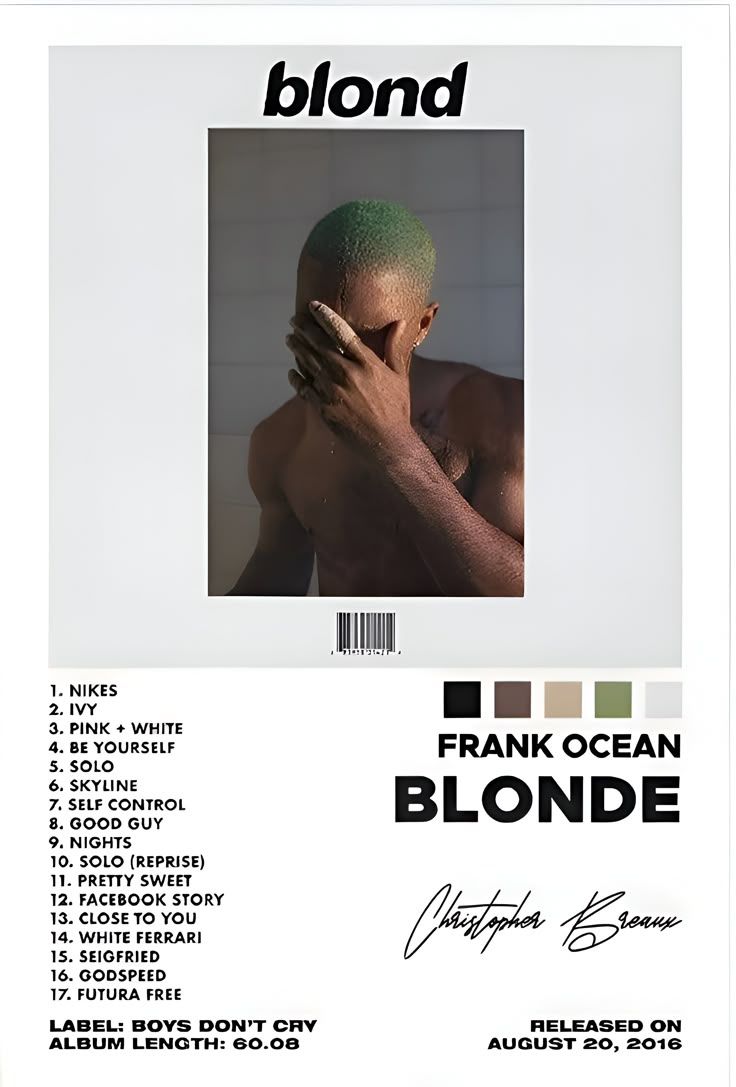 blond
1. NIKES
2. IVY
3. PINK + WHITE
4. BE YOURSELF
5. SOLO
6. SKYLINE
7. SELF CONTROL
8. GOOD GUY
9. NIGHTS
10. SOLO (REPRISE)
11. PRETTY SWEET
12. FACEBOOK STORY
13. CLOSE TO YOU
14. WHITE FERRARI
15. SEIGFRIED
16. GODSPEED
17. FUTURA FREE
FRANK OCEAN
BLONDE
Christopher Breaux
LABEL: BOYS DON'T CRY
ALBUM LENGTH: 60.08
RELEASED ON
AUGUST 20, 2016